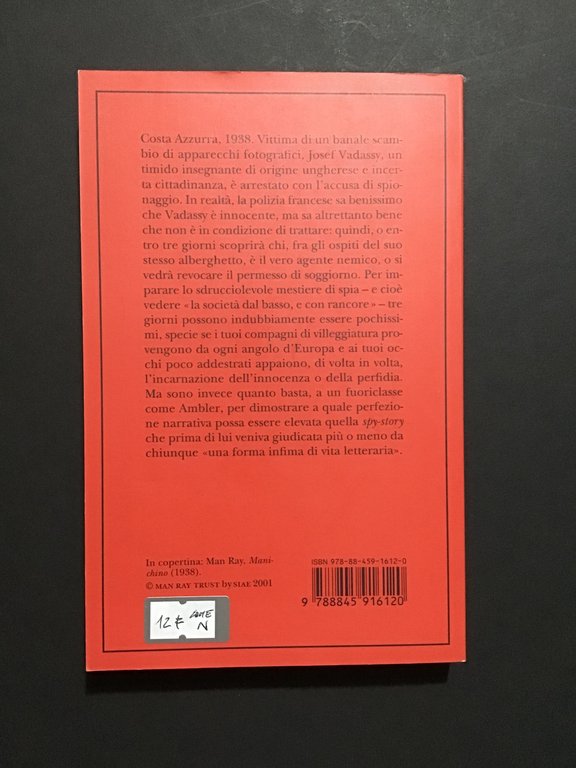 Costa Azzurra, 1938. Vittima di un banale scam-
bio di apparecchi fotografici, Josef Vadassy, un
timido insegnante di origine ungherese e incer-
ta cittadinanza, è arrestato con l'accusa di spio-
naggio. In realtà, la polizia francese sa benissimo
che Vadassy è innocente, ma sa altrettanto bene
che non è in condizione di trattare: quindi, o en-
tro tre giorni scoprirà chi, fra gli ospiti del suo
stesso alberghetto, è il vero agente nemico, o si
vedrà revocare il permesso di soggiorno. Per im-
parare lo sdrucciolevole mestiere di spia – e cioè
vedere «la società dal basso, e con rancore» – tre
giorni possono indubbiamente essere pochissi-
mi, specie se i tuoi compagni di villeggiatura pro-
vengono da ogni angolo d'Europa e ai tuoi oc-
chi poco addestrati appaiono, di volta in volta,
l'incarnazione dell'innocenza o della perfidia.
Ma sono invece quanto basta, a un fuoriclasse
come Ambler, per dimostrare a quale perfezio-
ne narrativa possa essere elevata quella spy-story
che prima di lui veniva giudicata più o meno da
chiunque «una forma infima di vita letteraria».
In copertina: Man Ray, Mani-
chino (1938).
© MAN RAY TRUST by SIAE 2001
ISBN 978-88-459-1612-0
9 788845 916120
12 €
N